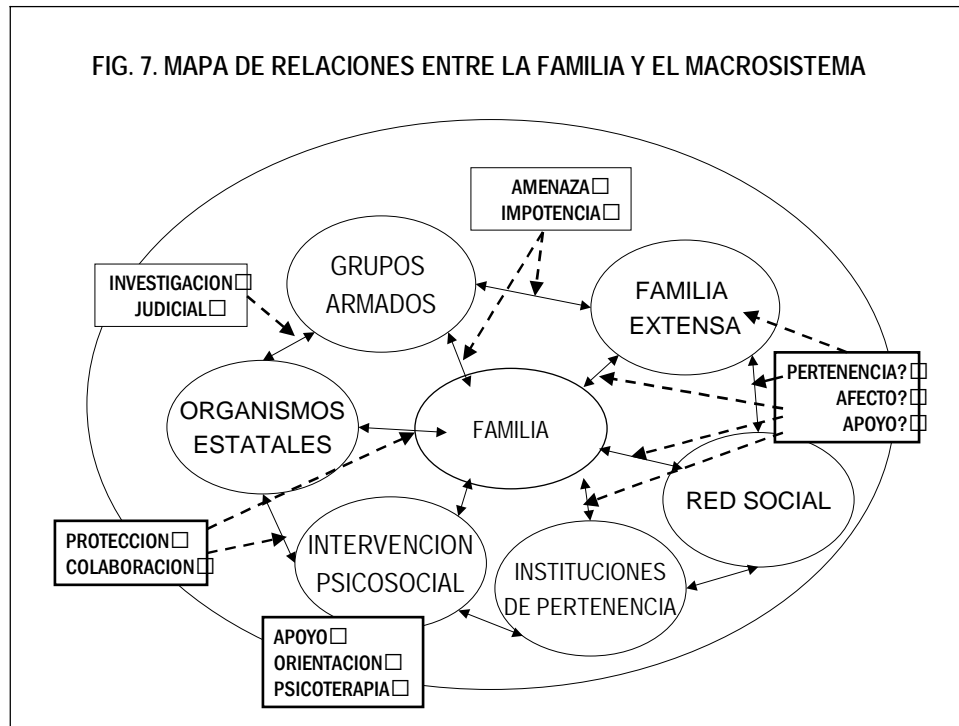 FIG. 7. MAPA DE RELACIONES ENTRE LA FAMILIA Y EL MACROSISTEMA
AMENAZA□
IMPOTENCIA□
GRUPOS
ARMADOS
INVESTIGACION□
JUDICIAL□
FAMILIA
EXTENSA
PERTENENCIA?□
AFECTO?□
APOYO?□
ORGANISMOS
ESTATALES
FAMILIA
RED SOCIAL
PROTECCION□
COLABORACION□
INTERVENCION
PSICOSOCIAL
INSTITUCIONES
DE PERTENENCIA
APOYO□
ORIENTACION□
PSICOTERAPIA□